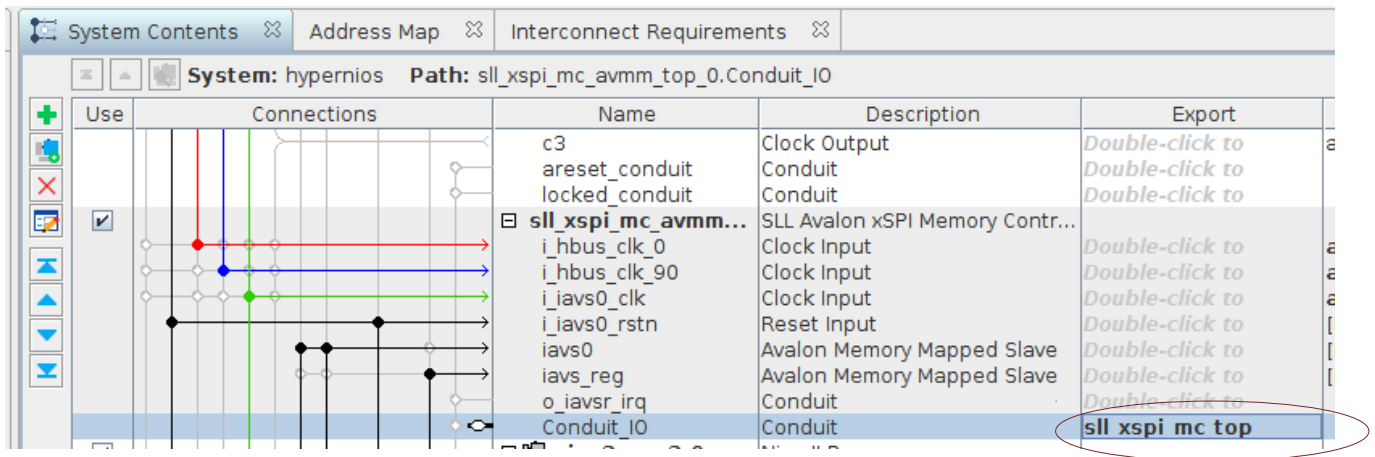 System Contents Address Map Interconnect Requirements
System: hypernios Path: sll_xspi_mc_avmm_top_0.Conduit_IO
Use Connections Name Description Export
c3 Clock Output Double-click to a
areset_conduit Conduit Double-click to
locked_conduit Conduit Double-click to
sll_xspi_mc_avmm... SLL Avalon xSPI Memory Contr...
i_hbus_clk_0 Clock Input Double-click to a
i_hbus_clk_90 Clock Input Double-click to a
i_iavs0_clk Clock Input Double-click to a
i_iavs0_rstn Reset Input Double-click to [
iavs0 Avalon Memory Mapped Slave Double-click to [
iavs_reg Avalon Memory Mapped Slave Double-click to [
o_iavsr_irq Conduit Double-click to
Conduit_IO Conduit sll xspi mc top